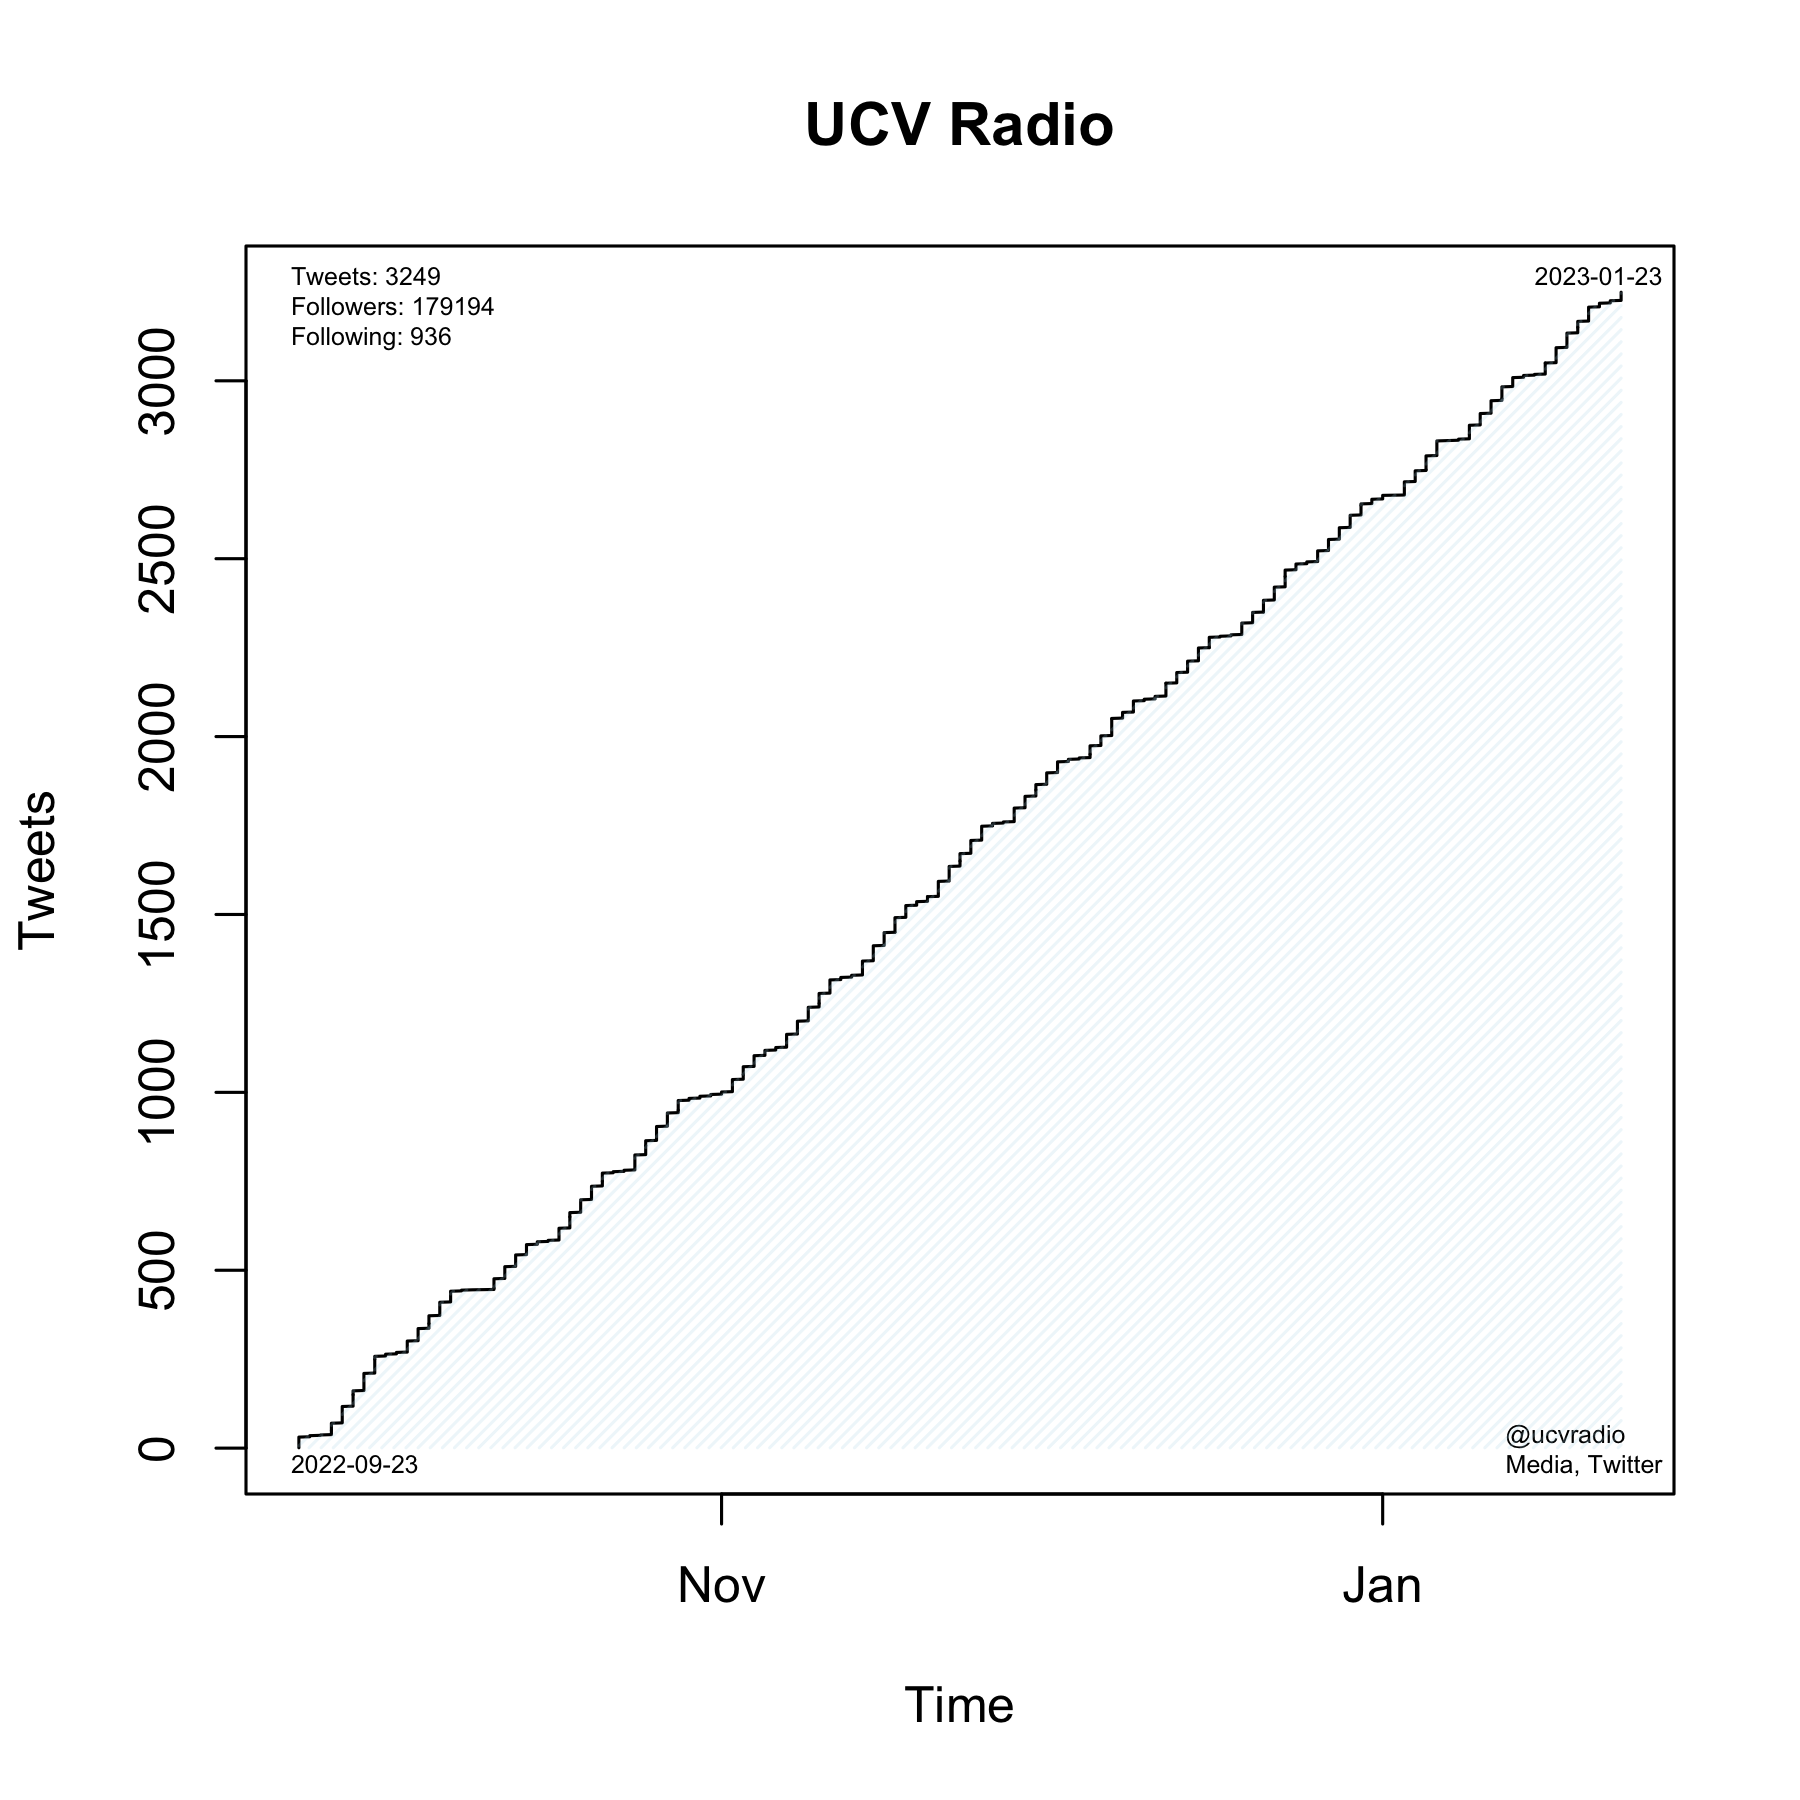 UCV Radio
Tweets: 3249
Followers: 179194
Following: 936
2023-01-23
3000
2500
2000
1500
1000
500
0
Tweets
@ucvradio
Media, Twitter
2022-09-23
Nov
Jan
Time